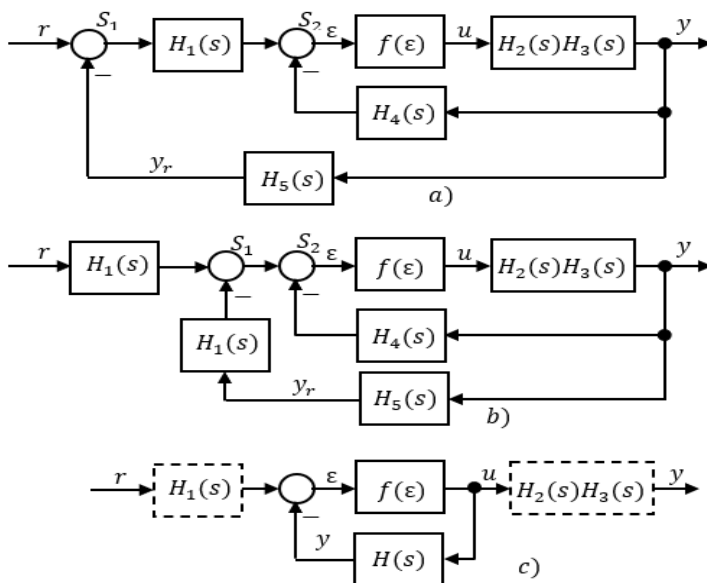 r S₁ H₁(s) S₂ ε f(ε) u H₂(s)H₃(s) y
− −
H₄(s)
yᵣ H₅(s) a)
r H₁(s) S₁ S₂ ε f(ε) u H₂(s)H₃(s) y
− −
H₁(s) H₄(s)
yᵣ H₅(s) b)
r H₁(s) ε f(ε) u H₂(s)H₃(s) y
−
y H(s) c)